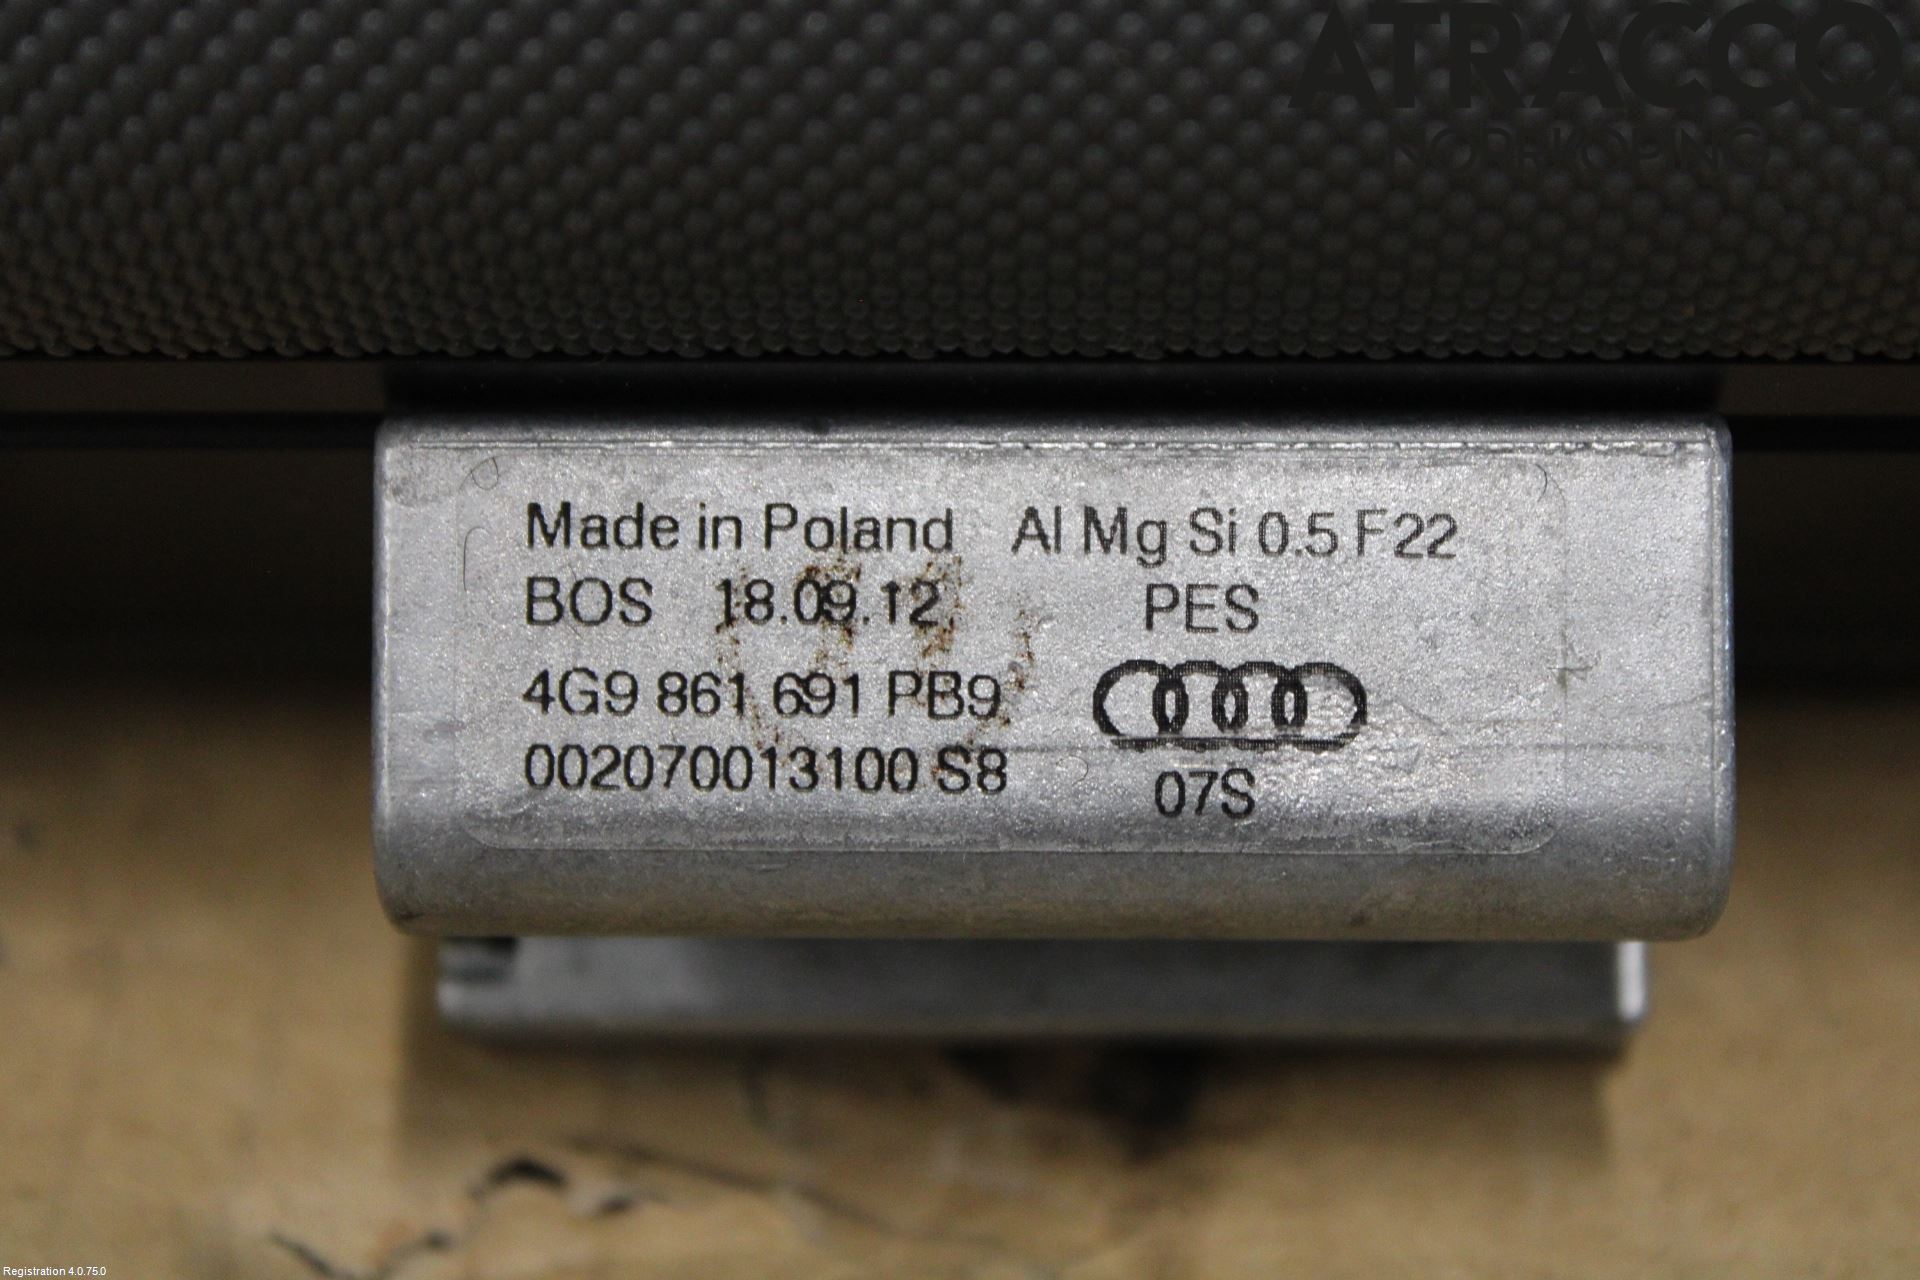 ATRACCO
NORRKÖPING
Made in Poland Al Mg Si 0.5 F22
BOS 18.09.12 PES
4G9 861 691 PB9
002070013100 S8 07S
Registration 4.0.75.0